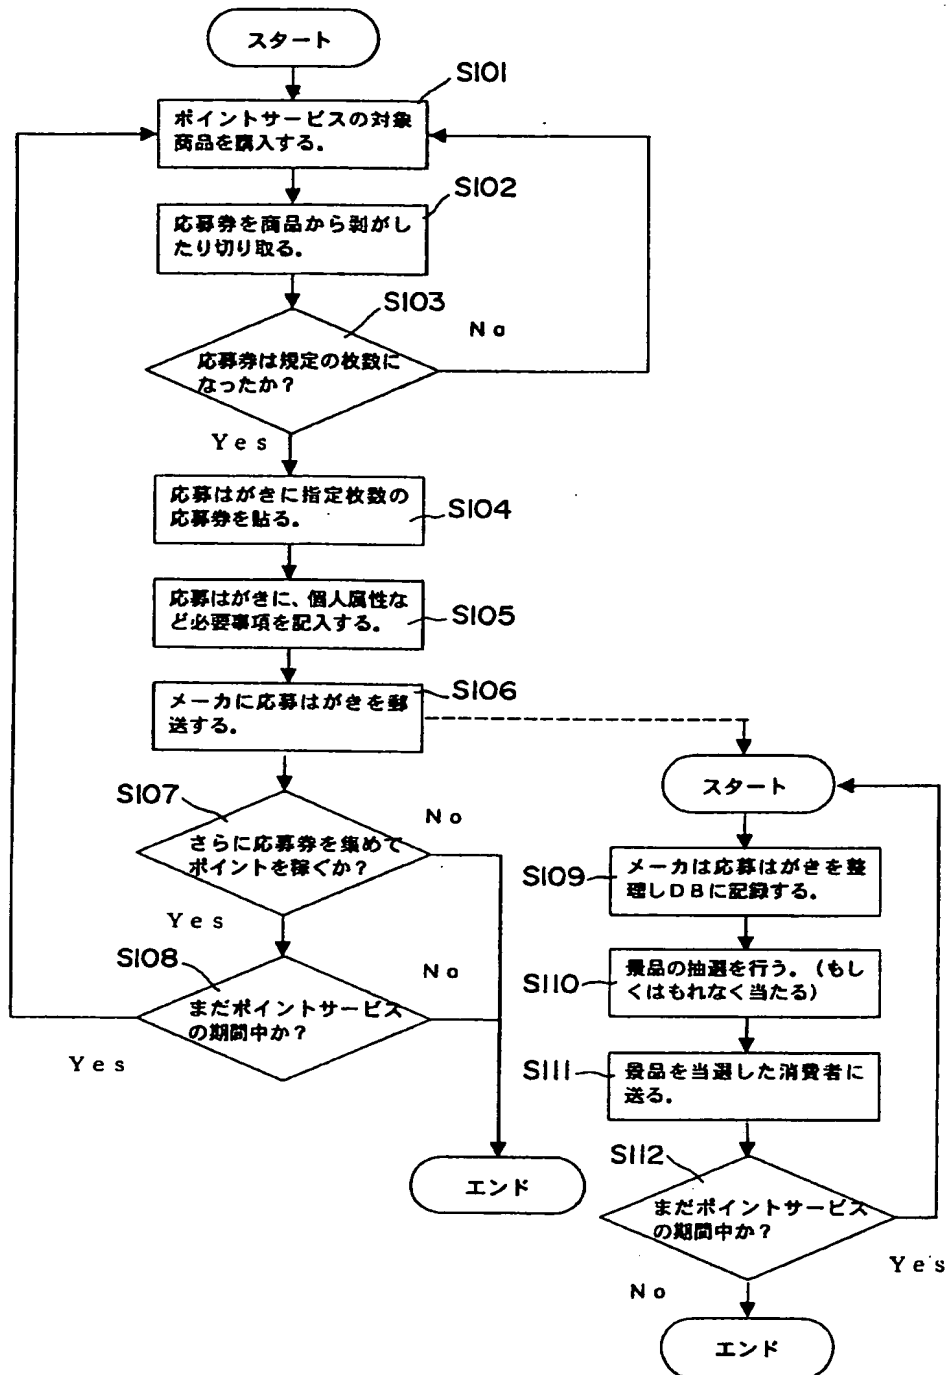 スタート
S101
ポイントサービスの対象
商品を購入する。
S102
応募券を商品から剥がし
たり切り取る。
S103
No
応募券は規定の枚数に
なったか？
Yes
応募はがきに指定枚数の
応募券を貼る。
S104
応募はがきに、個人属性な
ど必要事項を記入する。
S105
メーカに応募はがきを郵
送する。
S106
S107
No
さらに応募券を集めて
ポイントを稼ぐか？
Yes
S108
No
まだポイントサービス
の期間中か？
Yes
エンド
スタート
S109
メーカは応募はがきを整
理しDBに記録する。
S110
景品の抽選を行う。（もし
くはもれなく当たる）
S111
景品を当選した消費者に
送る。
S112
まだポイントサービス
の期間中か？
Yes
No
エンド